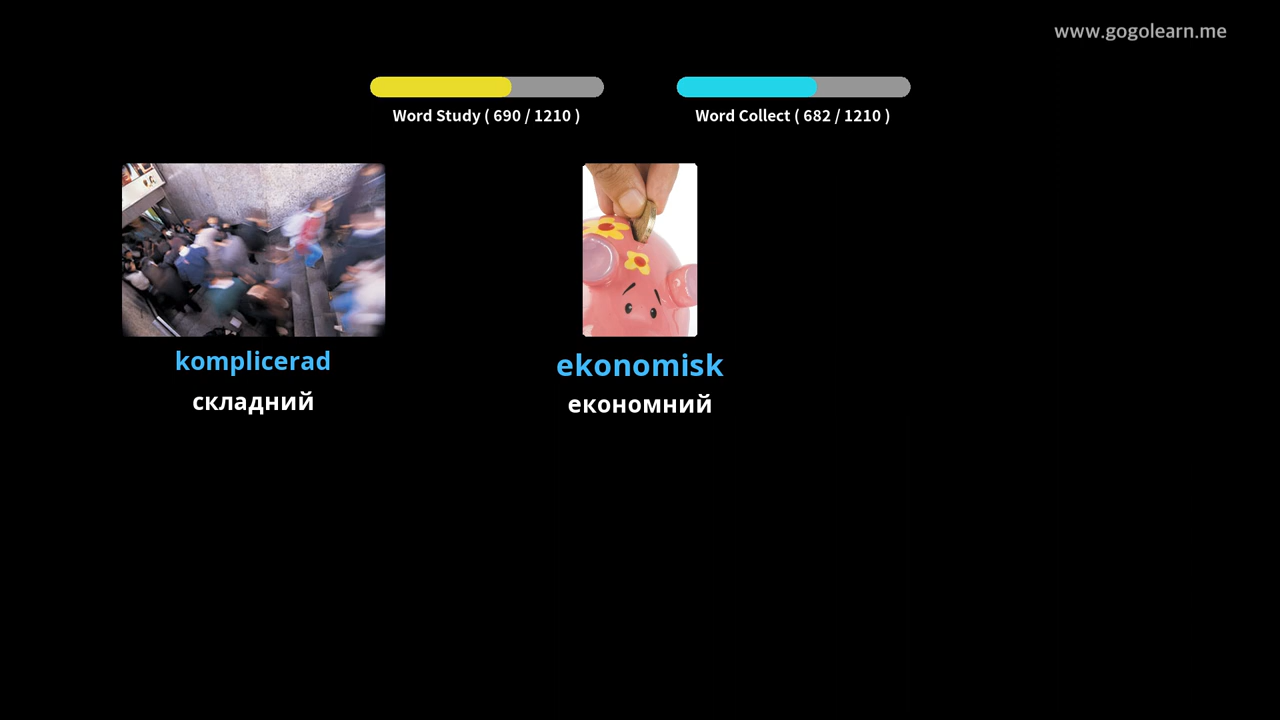 www.gogolearn.me
Word Study ( 690 / 1210 )
Word Collect ( 682 / 1210 )
komplicerad
складний
ekonomisk
економний